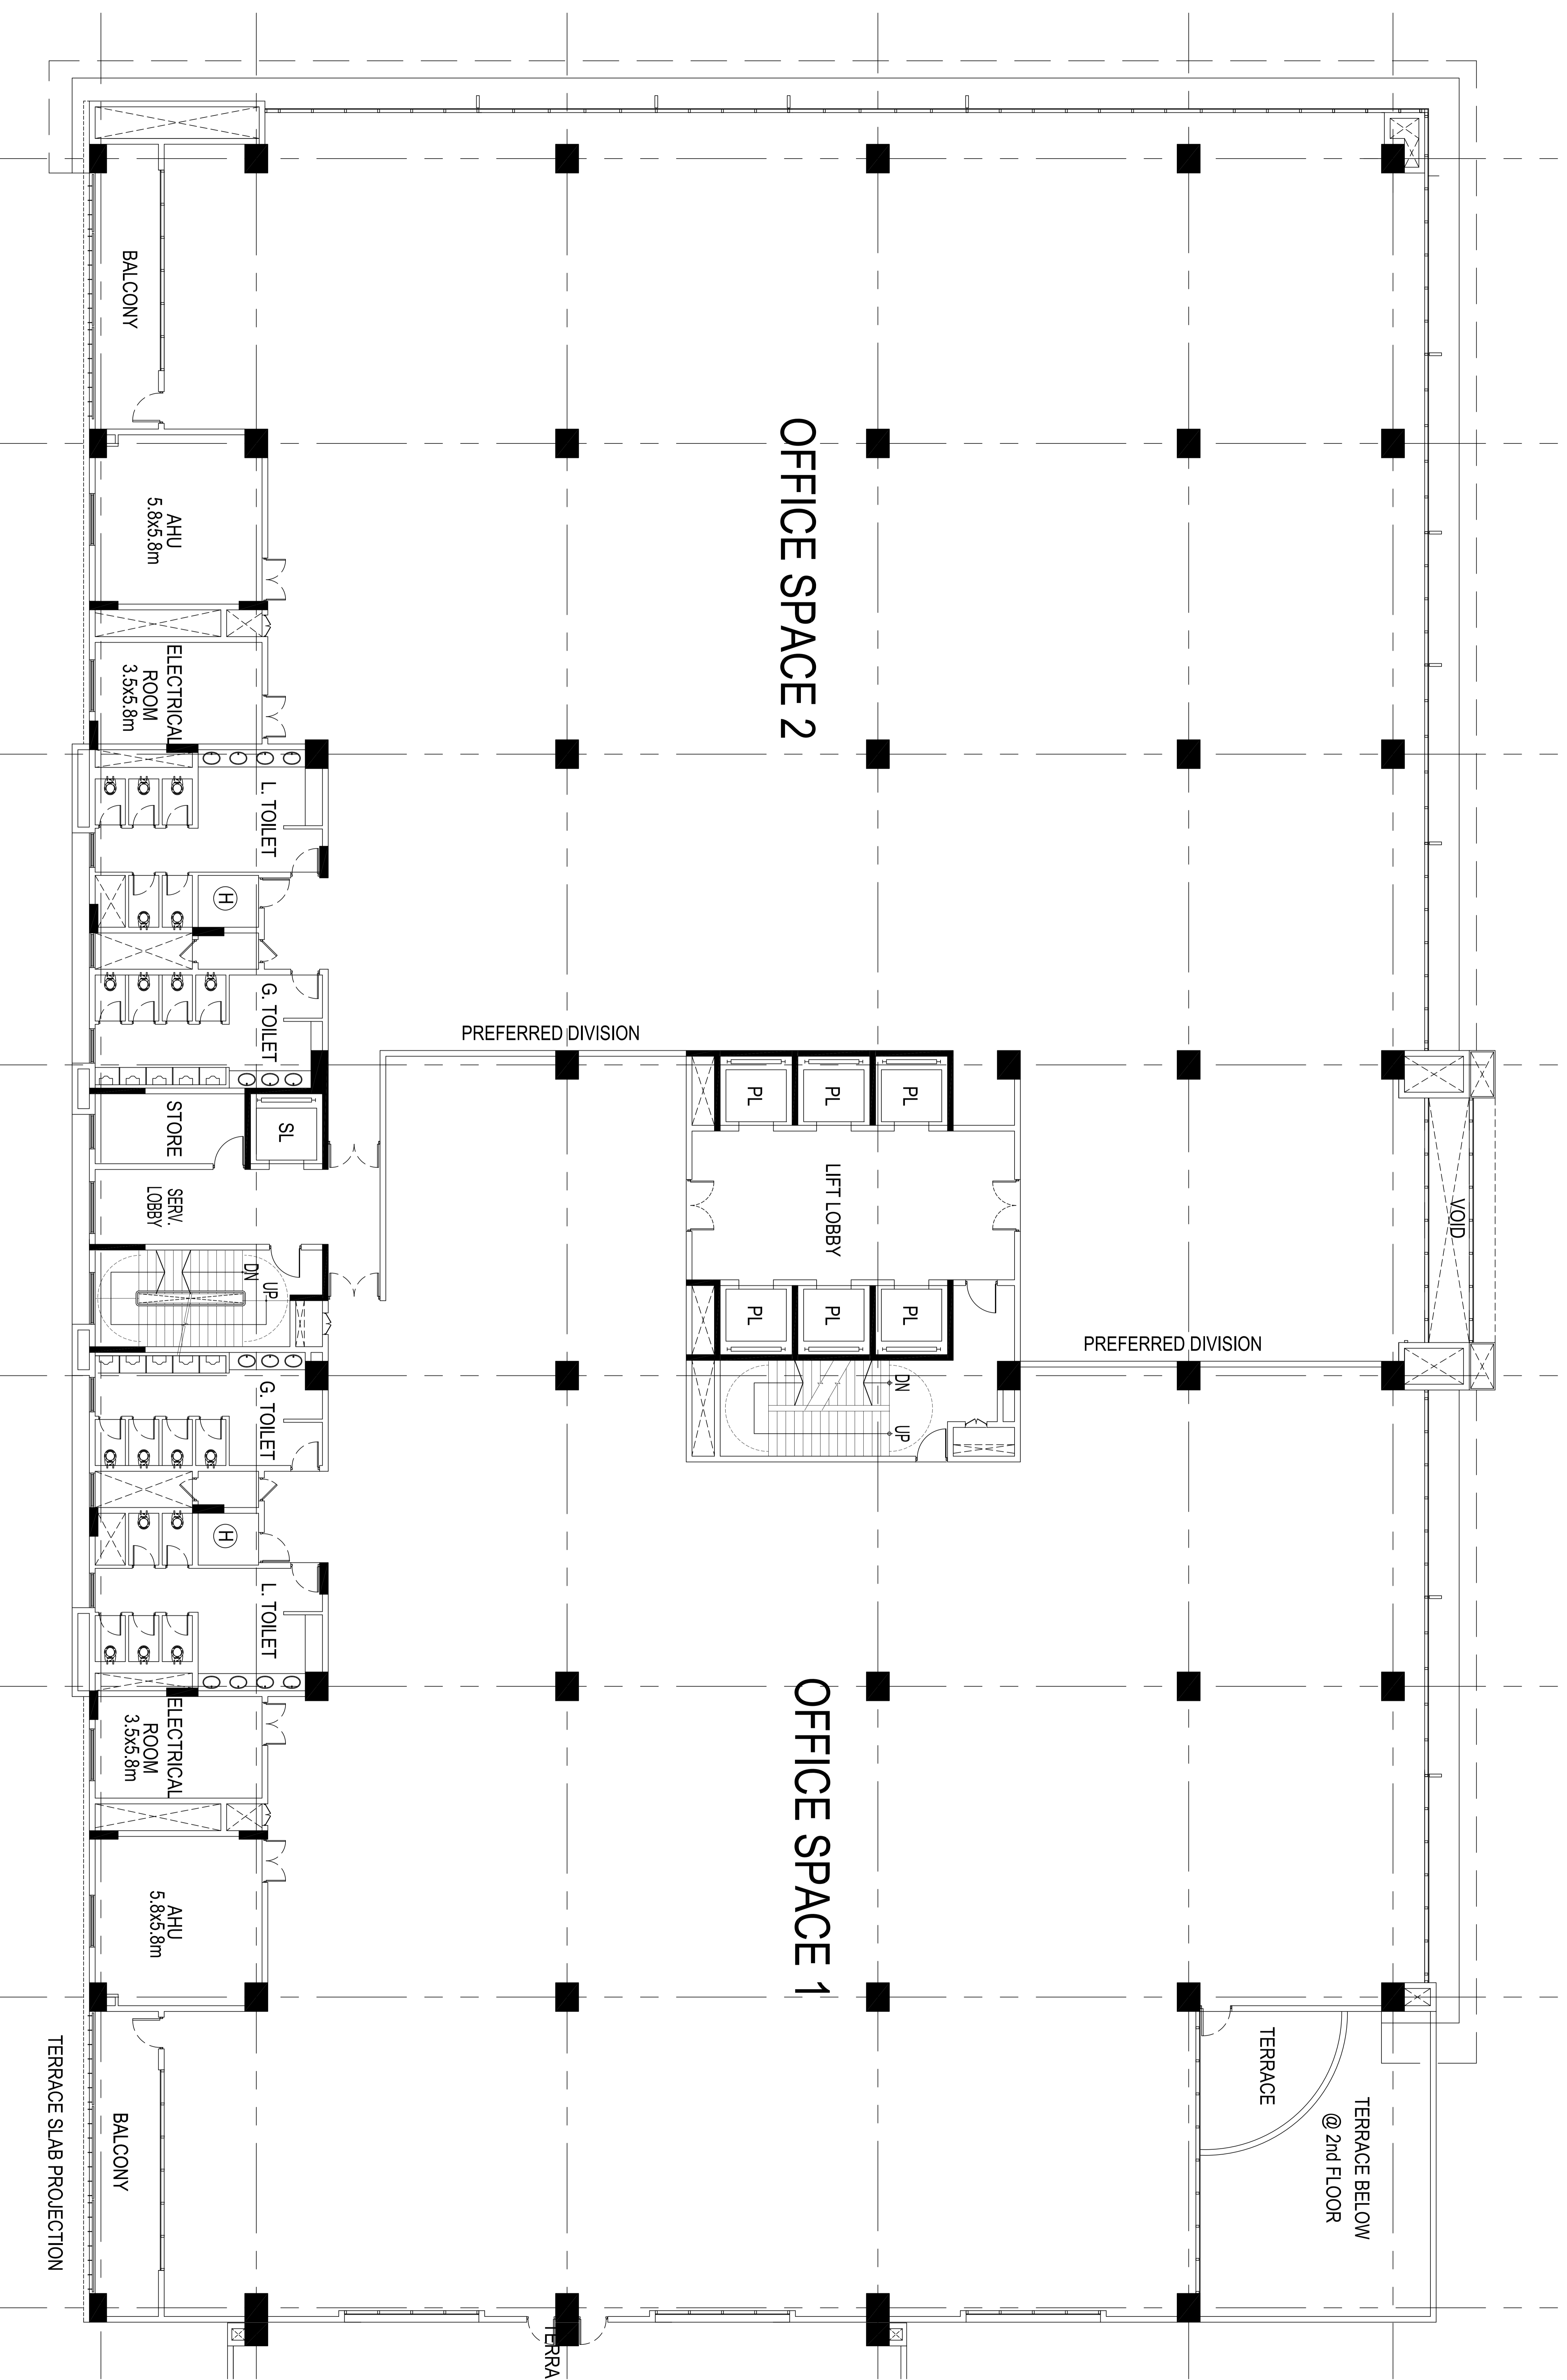 BALCONY
OFFICE SPACE 2
AHU
5.8x5.8m
ELECTRICAL
ROOM
3.5x5.8m
L. TOILET
H
G. TOILET
PREFERRED DIVISION
STORE
SL
SERV.
LOBBY
DN
UP
PL
PL
PL
LIFT LOBBY
PL
PL
PL
DN
UP
VOID
PREFERRED DIVISION
G. TOILET
H
L. TOILET
ELECTRICAL
ROOM
3.5x5.8m
AHU
5.8x5.8m
OFFICE SPACE 1
BALCONY
TERRACE SLAB PROJECTION
TERRACE
TERRACE BELOW
@ 2nd FLOOR
TERRA